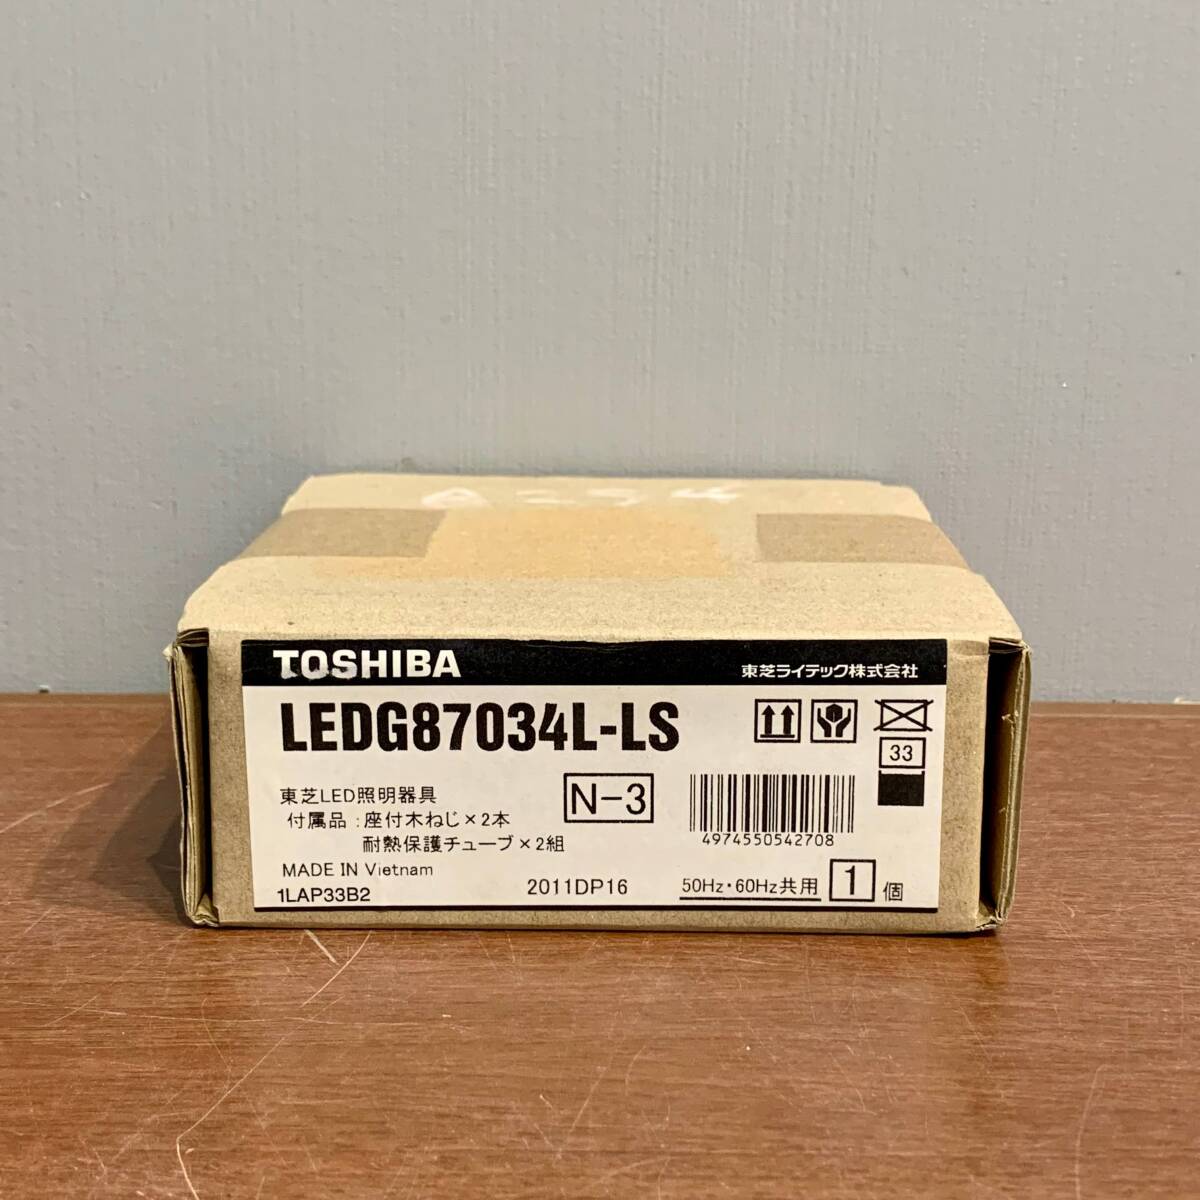 TOSHIBA
東芝ライテック株式会社
LEDG87034L-LS
33
東芝LED照明器具
N-3
付属品:座付木ねじ×2本
耐熱保護チューブ×2組
4974550542708
MADE IN Vietnam
1LAP33B2
2011DP16
50Hz・60Hz共用
1個